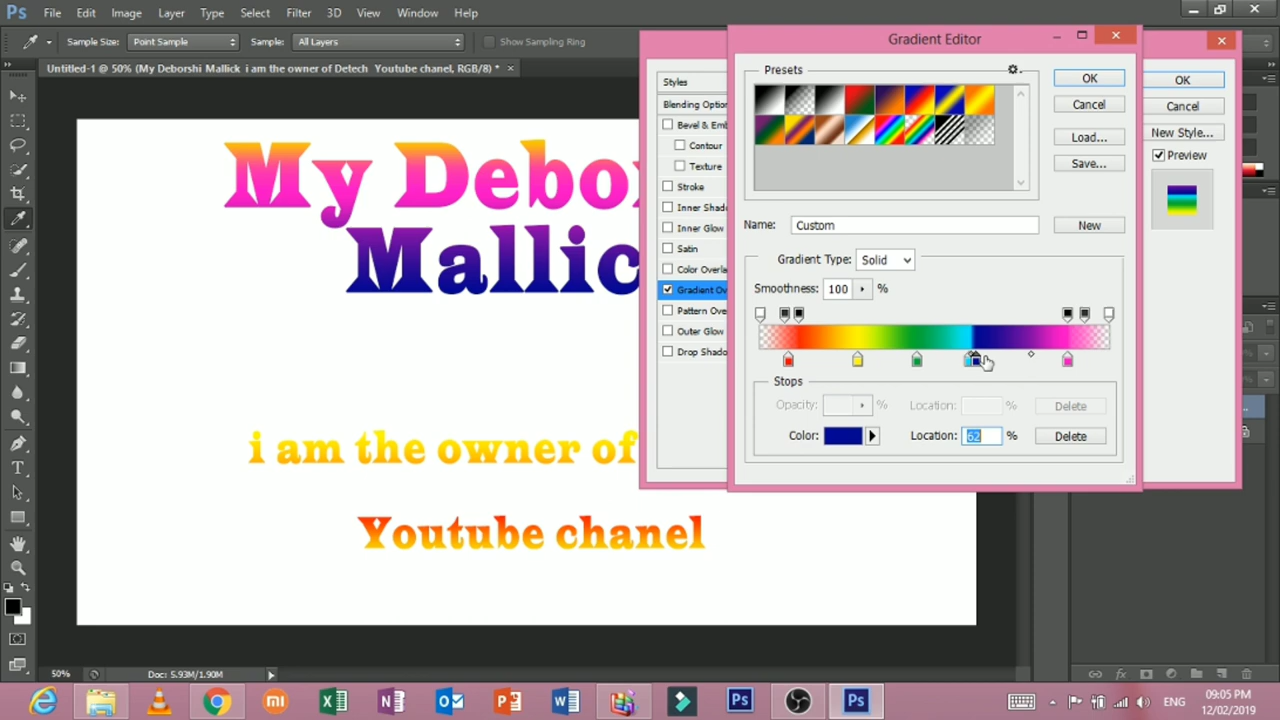 Ps File Edit Image Layer Type Select Filter 3D View Window Help
Sample Size: Point Sample Sample: All Layers Show Sampling Ring
Untitled-1 @ 50% (My Deborshi Mallick i am the owner of Detech Youtube chanel, RGB/8) *
My Debor
Mallic
i am the owner of
Youtube chanel
Styles
Blending Optio
Bevel & Emb
Contour
Texture
Stroke
Inner Shado
Inner Glow
Satin
Color Overla
Gradient Ov
Pattern Ove
Outer Glow
Drop Shado
Gradient Editor
Presets
OK
Cancel
Load...
Save...
Name: Custom
New
Gradient Type: Solid
Smoothness: 100 %
Stops
Opacity: % Location: % Delete
Color: Location: 62 % Delete
OK
Cancel
New Style...
Preview
50% Doc: 5.93M/1.90M
ENG
09:05 PM
12/02/2019